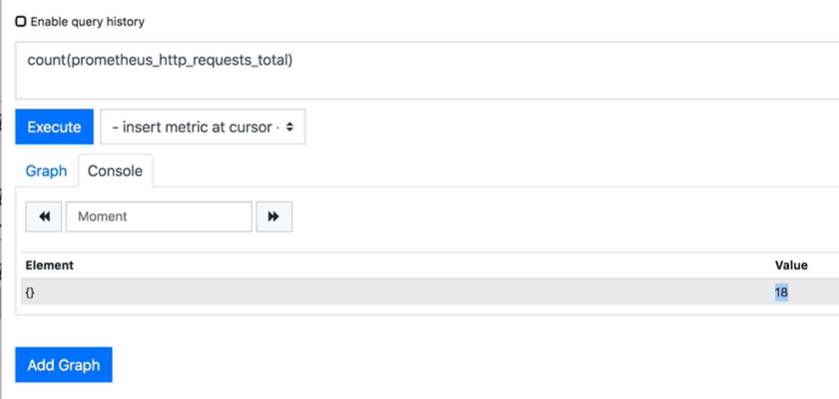 Enable query history
count(prometheus_http_requests_total)
Execute
- insert metric at cursor -
Graph
Console
Moment
Element Value
{} 18
Add Graph